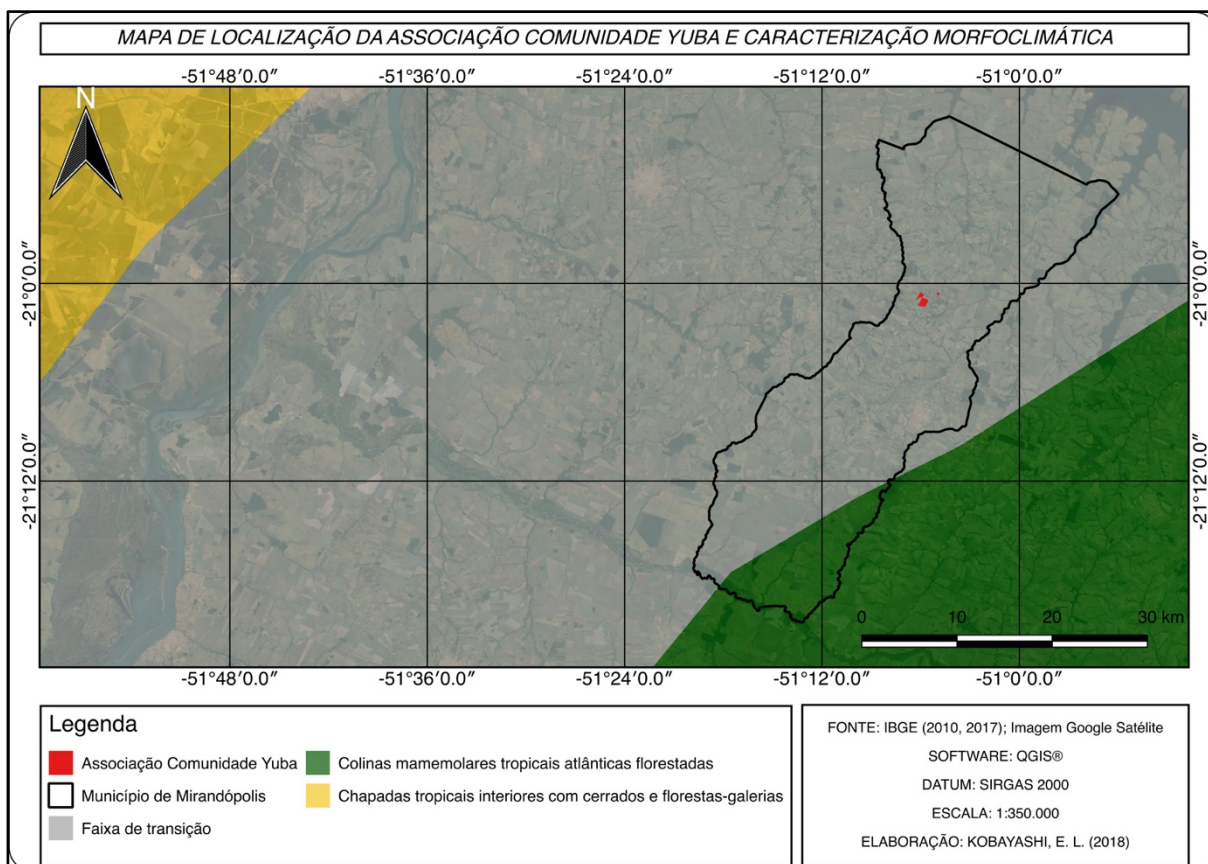 MAPA DE LOCALIZAÇÃO DA ASSOCIAÇÃO COMUNIDADE YUBA E CARACTERIZAÇÃO MORFOCLIMÁTICA
-51°48′0.0″ -51°36′0.0″ -51°24′0.0″ -51°12′0.0″ -51°0′0.0″
N
-21°0′0.0″ -21°0′0.0″
-21°12′0.0″ -21°12′0.0″
0 10 20 30 km
-51°48′0.0″ -51°36′0.0″ -51°24′0.0″ -51°12′0.0″ -51°0′0.0″
Legenda
Associação Comunidade Yuba
Município de Mirandópolis
Faixa de transição
Colinas mamemolares tropicais atlânticas florestadas
Chapadas tropicais interiores com cerrados e florestas-galerias
FONTE: IBGE (2010, 2017); Imagem Google Satélite
SOFTWARE: QGIS®
DATUM: SIRGAS 2000
ESCALA: 1:350.000
ELABORAÇÃO: KOBAYASHI, E. L. (2018)